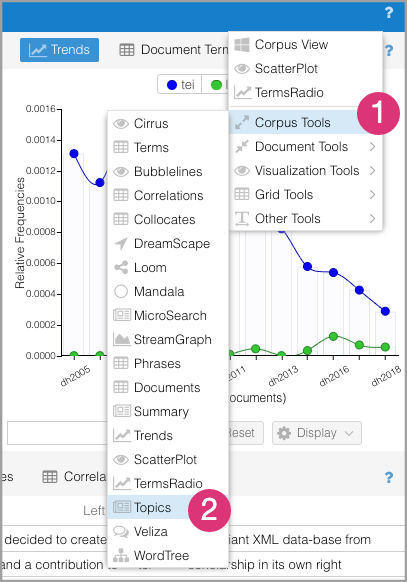 ?
Trends
Document Term
?
Corpus View
ScatterPlot
TermsRadio
Corpus Tools
1
Document Tools
Visualization Tools
Grid Tools
Other Tools
tei
Cirrus
Terms
Bubblelines
Correlations
Collocates
DreamScape
Loom
Mandala
MicroSearch
StreamGraph
Phrases
Documents
Summary
Trends
ScatterPlot
TermsRadio
Topics
2
Veliza
WordTree
Relative Frequencies
0.0016
0.0014
0.0012
0.0010
0.0008
0.0006
0.0004
0.0002
0.0000
dh2005
2011
dh2013
dh2016
dh2018
ocuments)
Reset
Display
es
Correla
?
Left
decided to create
iant XML data-base from
and a contribution to
scholarship in its own right